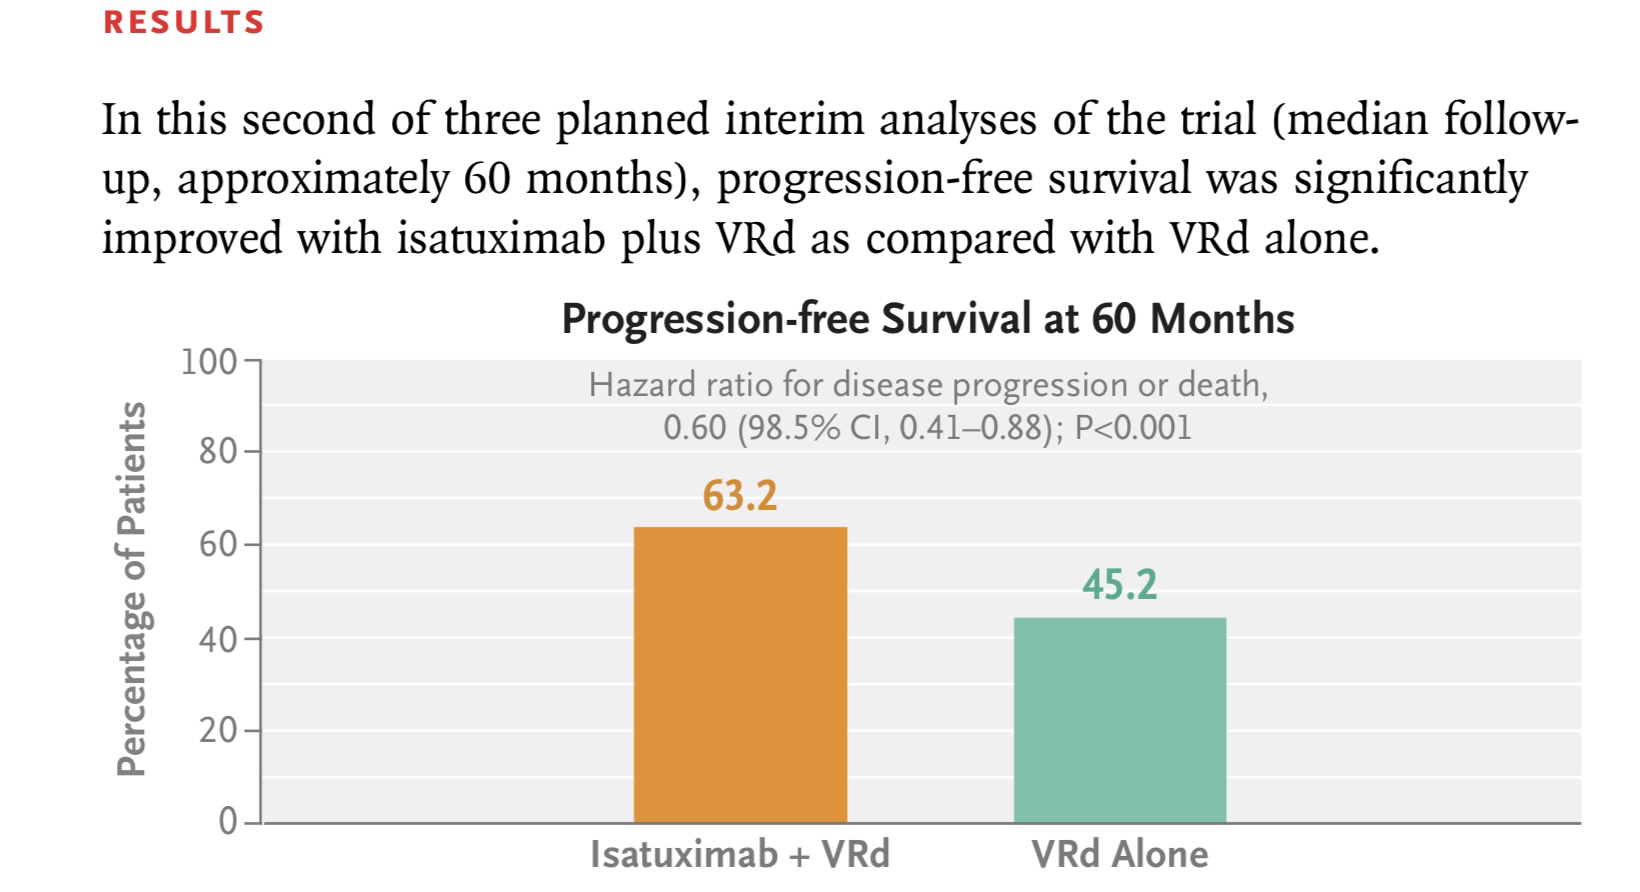 RESULTS
In this second of three planned interim analyses of the trial (median follow-
up, approximately 60 months), progression-free survival was significantly
improved with isatuximab plus VRd as compared with VRd alone.
Progression-free Survival at 60 Months
Hazard ratio for disease progression or death,
0.60 (98.5% CI, 0.41–0.88); P<0.001
Percentage of Patients
100
80
60
40
20
0
63.2
45.2
Isatuximab + VRd
VRd Alone